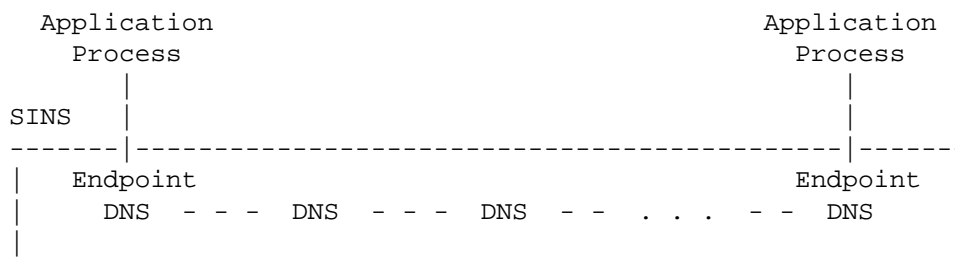 Application Application
Process Process
SINS
Endpoint Endpoint
DNS - - - DNS - - - DNS - - . . . - - DNS